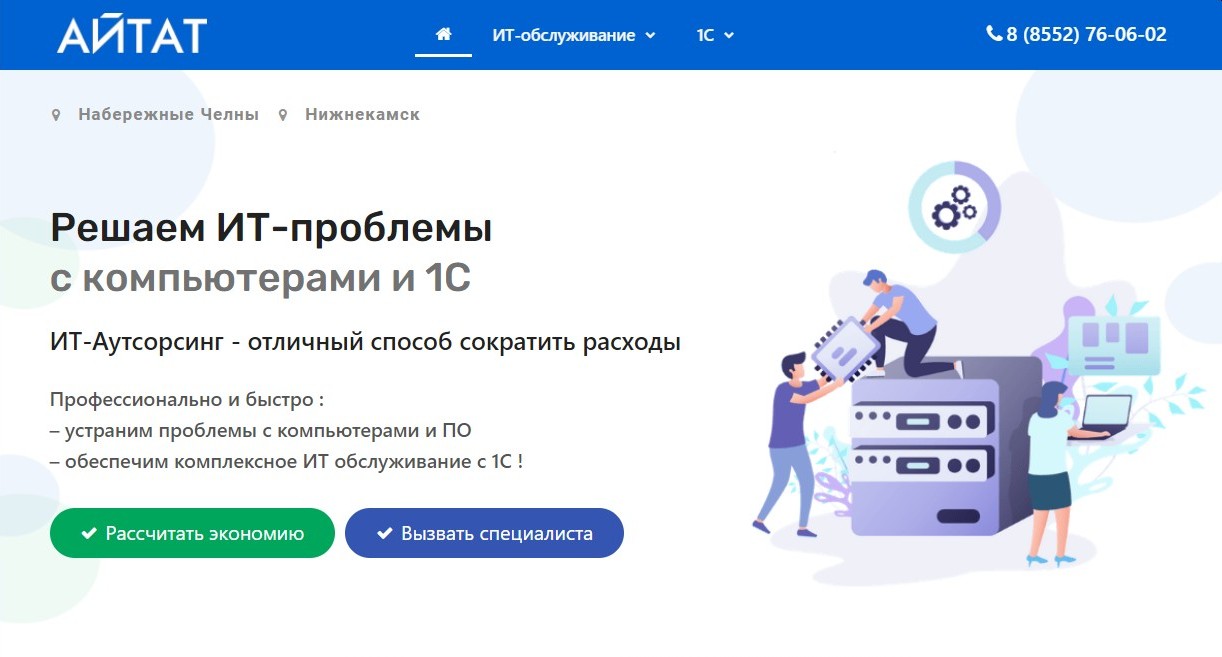 АЙТАТ
ИТ-обслуживание
1С
8 (8552) 76-06-02
Набережные Челны
Нижнекамск
Решаем ИТ-проблемы
с компьютерами и 1С
ИТ-Аутсорсинг - отличный способ сократить расходы
Профессионально и быстро :
– устраним проблемы с компьютерами и ПО
– обеспечим комплексное ИТ обслуживание с 1С !
Рассчитать экономию
Вызвать специалиста